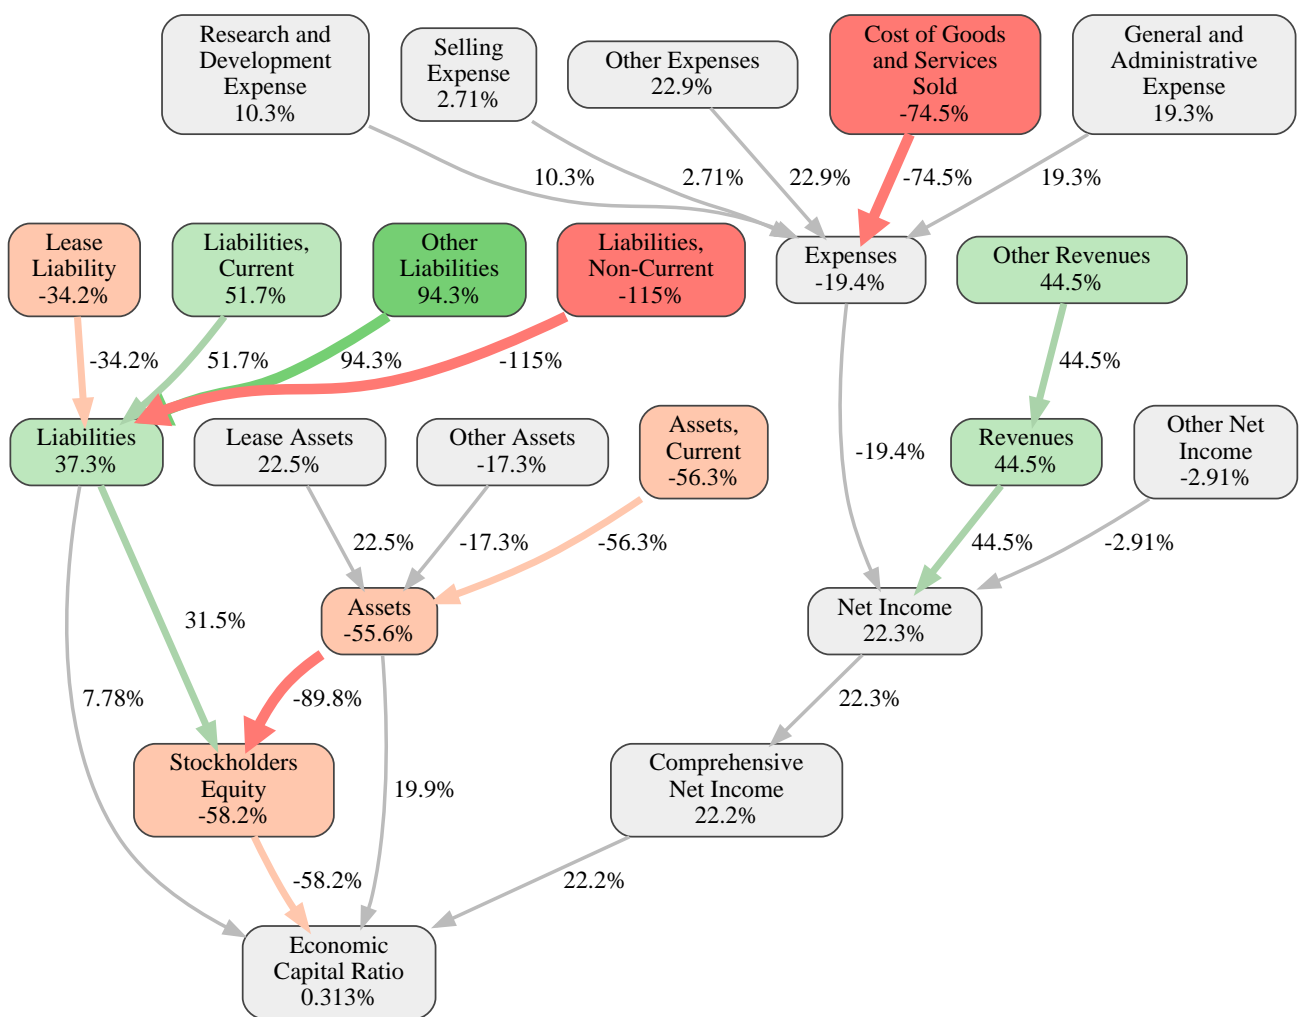 Research and
Development
Expense
10.3%
Selling
Expense
2.71%
Other Expenses
22.9%
Cost of Goods
and Services
Sold
-74.5%
General and
Administrative
Expense
19.3%
10.3%
2.71%
22.9%
-74.5%
19.3%
Lease
Liability
-34.2%
Liabilities,
Current
51.7%
Other
Liabilities
94.3%
Liabilities,
Non-Current
-115%
Expenses
-19.4%
Other Revenues
44.5%
-34.2%
51.7%
94.3%
-115%
44.5%
Liabilities
37.3%
Lease Assets
22.5%
Other Assets
-17.3%
Assets,
Current
-56.3%
-19.4%
Revenues
44.5%
Other Net
Income
-2.91%
22.5%
-17.3%
-56.3%
44.5%
-2.91%
Assets
-55.6%
Net Income
22.3%
31.5%
7.78%
-89.8%
22.3%
Stockholders
Equity
-58.2%
19.9%
Comprehensive
Net Income
22.2%
-58.2%
22.2%
Economic
Capital Ratio
0.313%